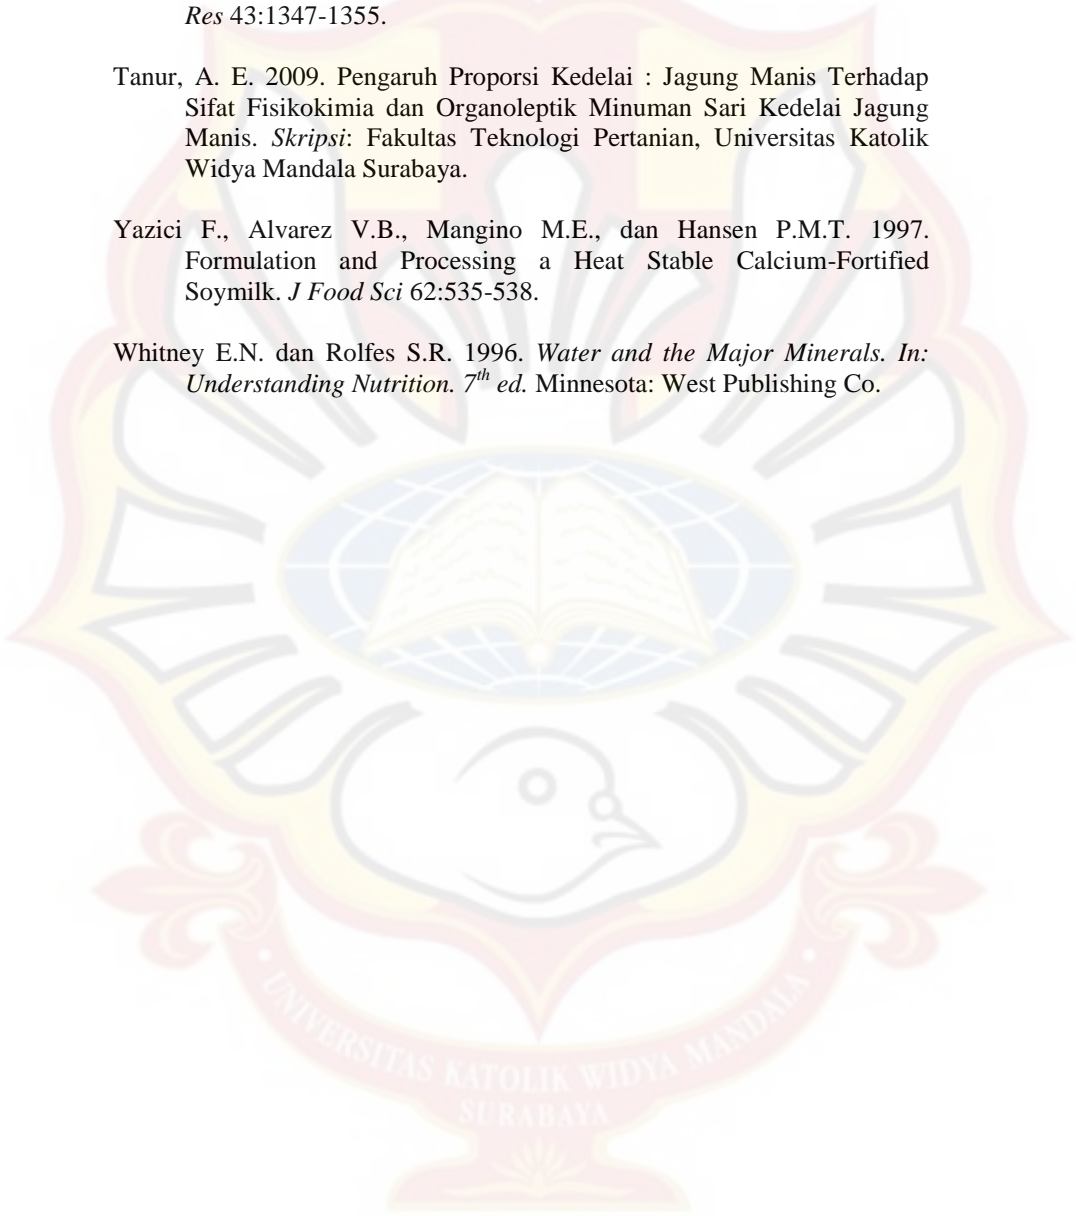 Res 43:1347-1355.
Tanur, A. E. 2009. Pengaruh Proporsi Kedelai : Jagung Manis Terhadap
Sifat Fisikokimia dan Organoleptik Minuman Sari Kedelai Jagung
Manis. Skripsi: Fakultas Teknologi Pertanian, Universitas Katolik
Widya Mandala Surabaya.
Yazici F., Alvarez V.B., Mangino M.E., dan Hansen P.M.T. 1997.
Formulation and Processing a Heat Stable Calcium-Fortified
Soymilk. J Food Sci 62:535-538.
Whitney E.N. dan Rolfes S.R. 1996. Water and the Major Minerals. In:
Understanding Nutrition. 7th ed. Minnesota: West Publishing Co.
· UNIVERSITAS KATOLIK WIDYA MANDALA ·
SURABAYA